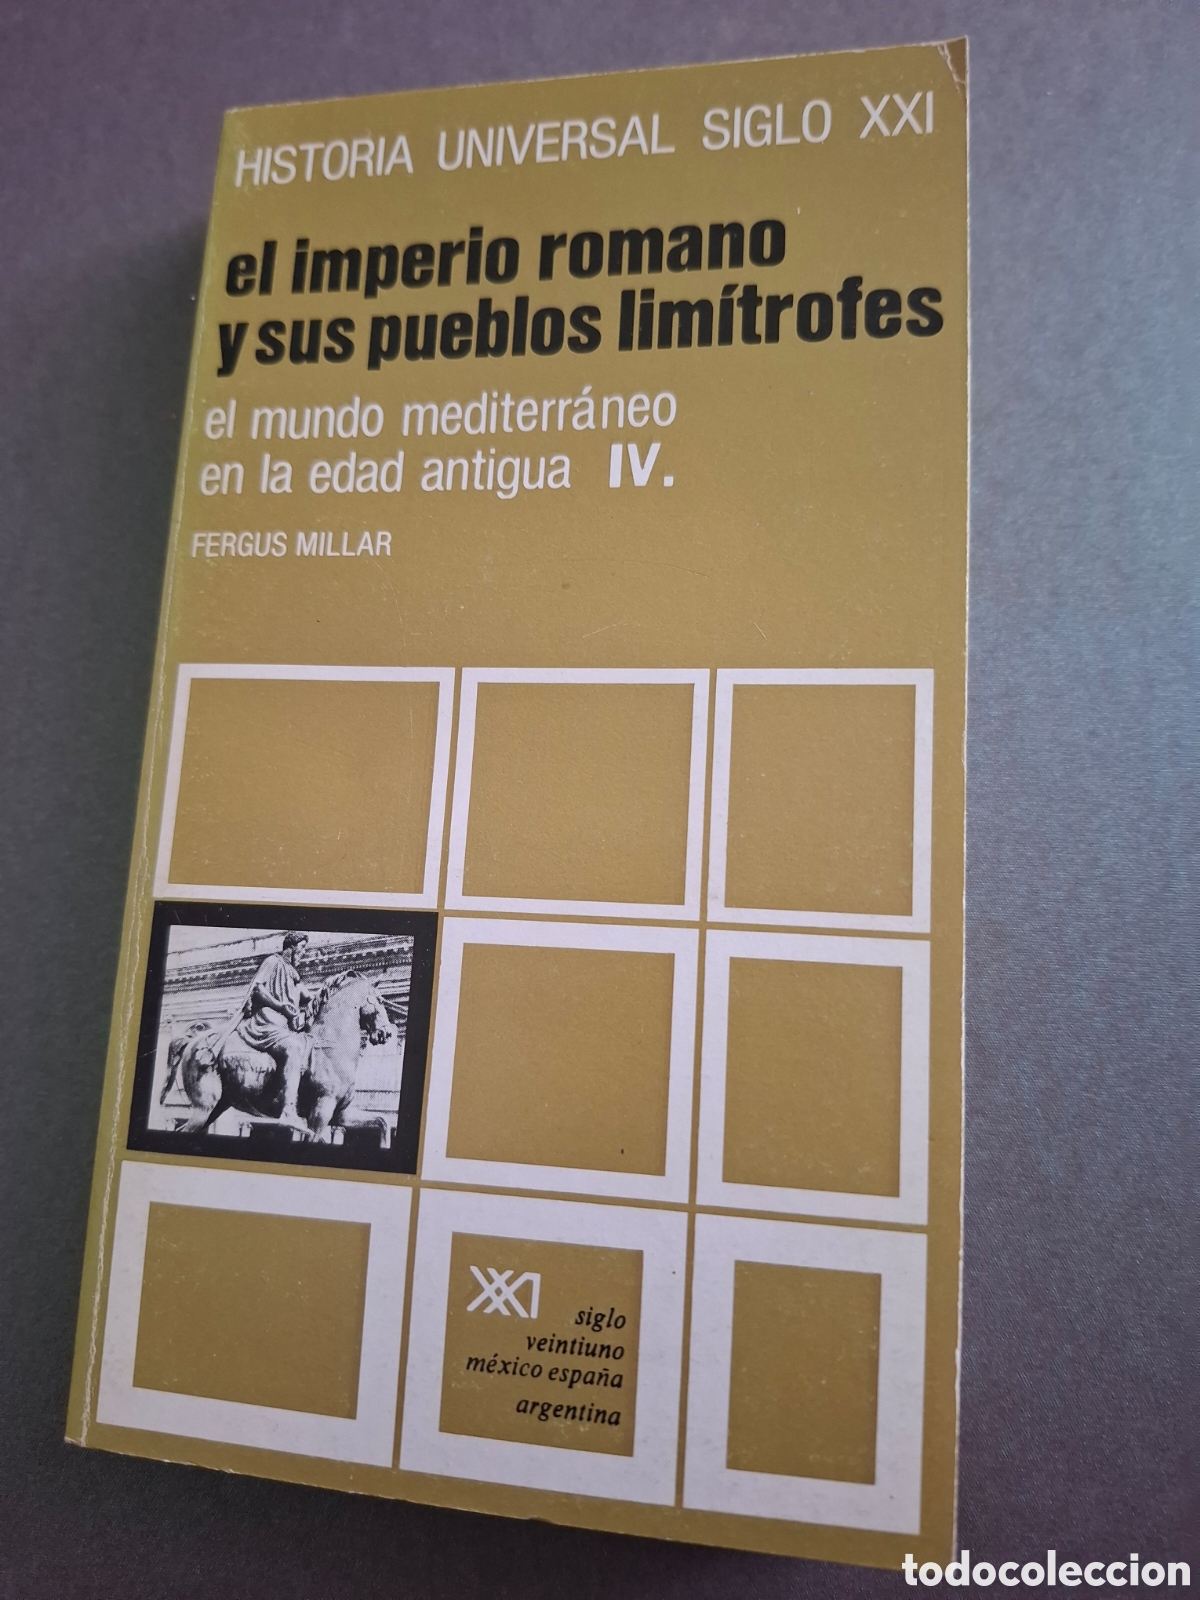 HISTORIA UNIVERSAL SIGLO XXI
el imperio romano
y sus pueblos limítrofes
el mundo mediterráneo
en la edad antigua IV.
FERGUS MILLAR
XXI
siglo
veintiuno
méxico españa
argentina
todocoleccion